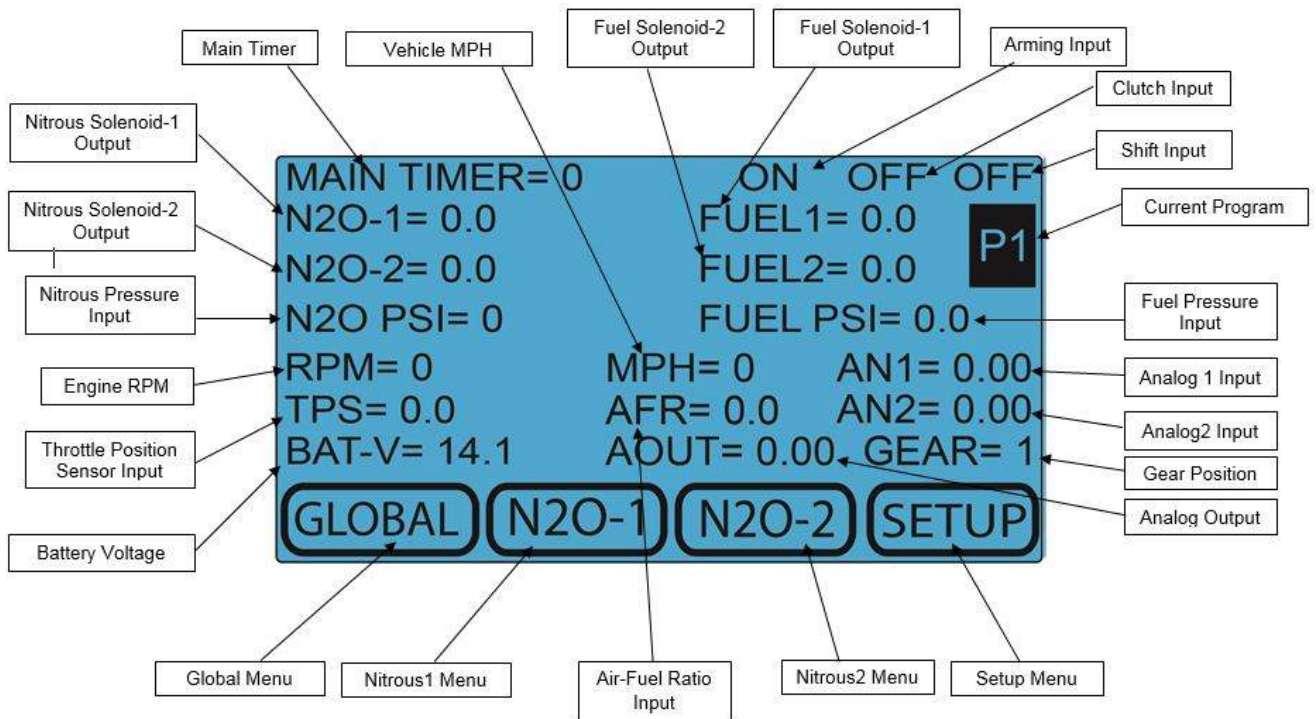 Fuel Solenoid-2
Output
Fuel Solenoid-1
Output
Main Timer
Vehicle MPH
Arming Input
Clutch Input
Nitrous Solenoid-1
Output
Shift Input
Nitrous Solenoid-2
Output
Current Program
Nitrous Pressure
Input
Fuel Pressure
Input
Engine RPM
Analog 1 Input
Throttle Position
Sensor Input
Analog2 Input
Gear Position
Battery Voltage
Analog Output
MAIN TIMER= 0 ON OFF OFF
N2O-1= 0.0 FUEL1= 0.0
P1
N2O-2= 0.0 FUEL2= 0.0
N2O PSI= 0 FUEL PSI= 0.0
RPM= 0 MPH= 0 AN1= 0.00
TPS= 0.0 AFR= 0.0 AN2= 0.00
BAT-V= 14.1 AOUT= 0.00 GEAR= 1
GLOBAL N2O-1 N2O-2 SETUP
Global Menu
Nitrous1 Menu
Air-Fuel Ratio
Input
Nitrous2 Menu
Setup Menu